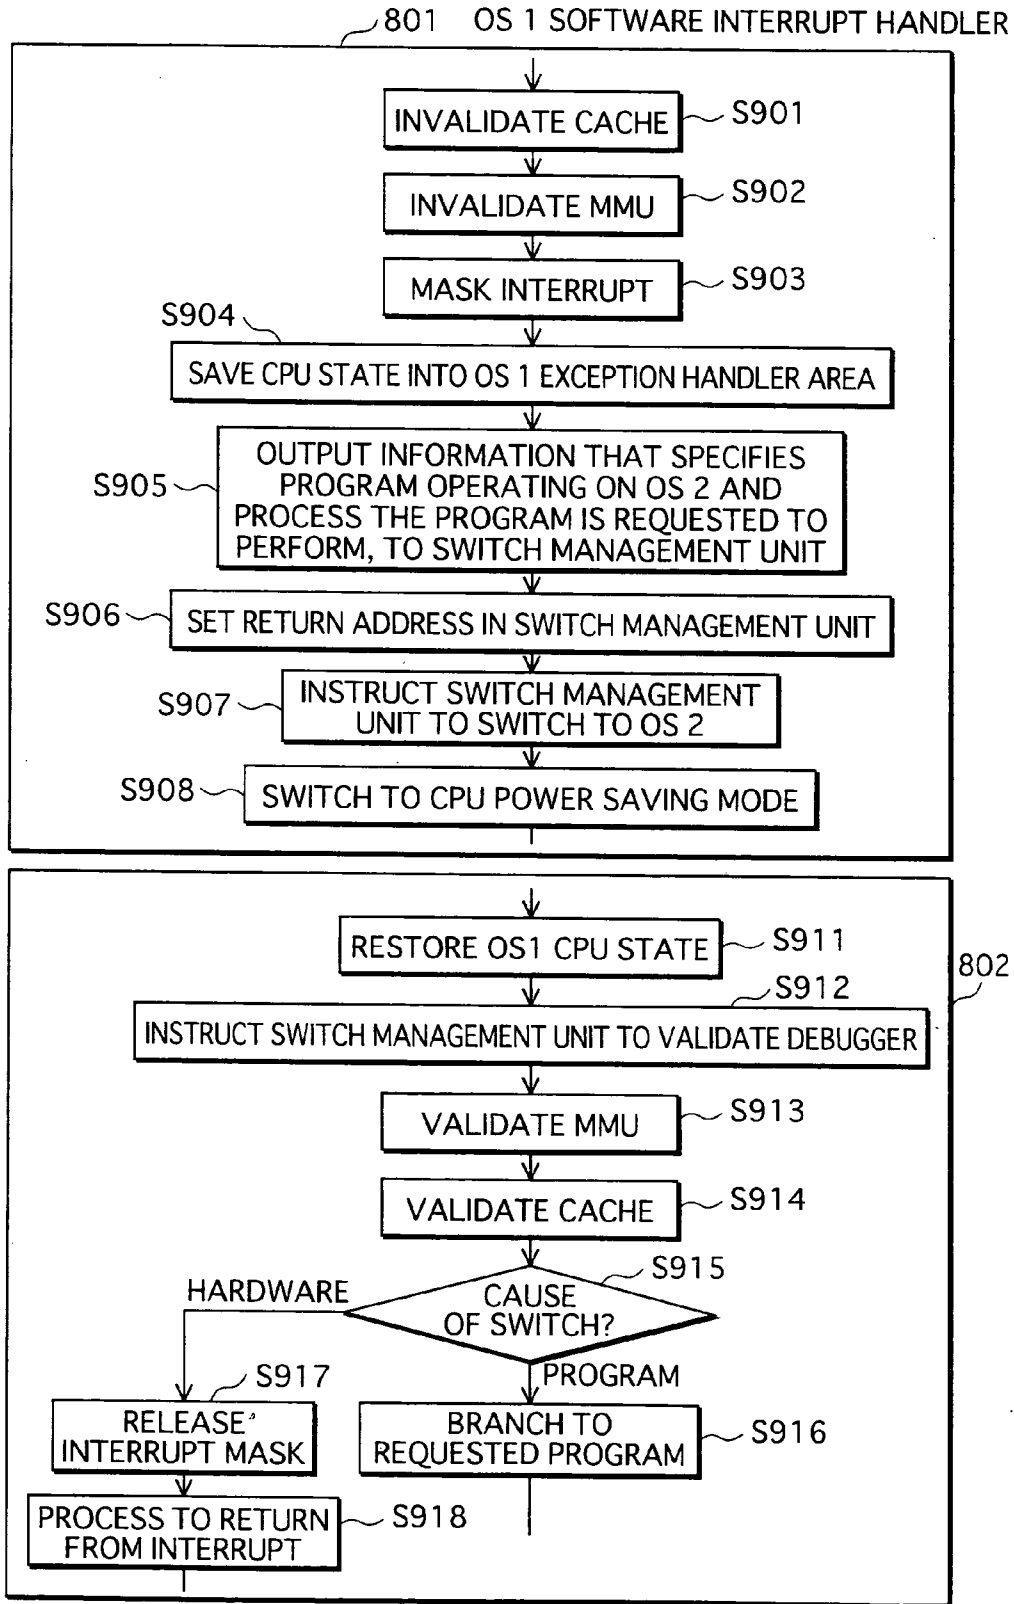 801 OS 1 SOFTWARE INTERRUPT HANDLER
INVALIDATE CACHE
S901
INVALIDATE MMU
S902
MASK INTERRUPT
S903
S904
SAVE CPU STATE INTO OS 1 EXCEPTION HANDLER AREA
S905
OUTPUT INFORMATION THAT SPECIFIES
PROGRAM OPERATING ON OS 2 AND
PROCESS THE PROGRAM IS REQUESTED TO
PERFORM, TO SWITCH MANAGEMENT UNIT
S906
SET RETURN ADDRESS IN SWITCH MANAGEMENT UNIT
S907
INSTRUCT SWITCH MANAGEMENT
UNIT TO SWITCH TO OS 2
S908
SWITCH TO CPU POWER SAVING MODE
802
RESTORE OS1 CPU STATE
S911
S912
INSTRUCT SWITCH MANAGEMENT UNIT TO VALIDATE DEBUGGER
VALIDATE MMU
S913
VALIDATE CACHE
S914
S915
CAUSE
OF SWITCH?
HARDWARE
PROGRAM
S917
RELEASE
INTERRUPT MASK
BRANCH TO
REQUESTED PROGRAM
S916
PROCESS TO RETURN
FROM INTERRUPT
S918